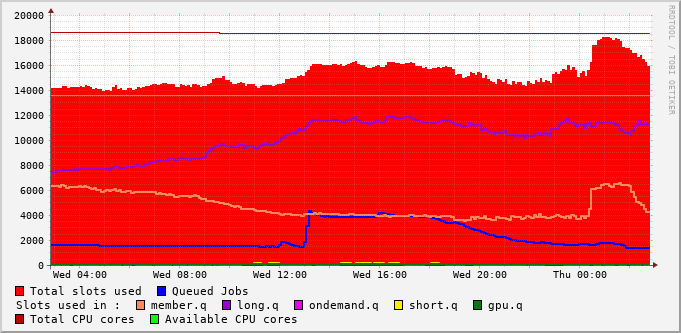 RRDTOOL / TOBI OETIKER
20000
18000
16000
14000
12000
10000
8000
6000
4000
2000
0
Wed 04:00 Wed 08:00 Wed 12:00 Wed 16:00 Wed 20:00 Thu 00:00
Total slots used Queued Jobs
Slots used in : member.q long.q ondemand.q short.q gpu.q
Total CPU cores Available CPU cores